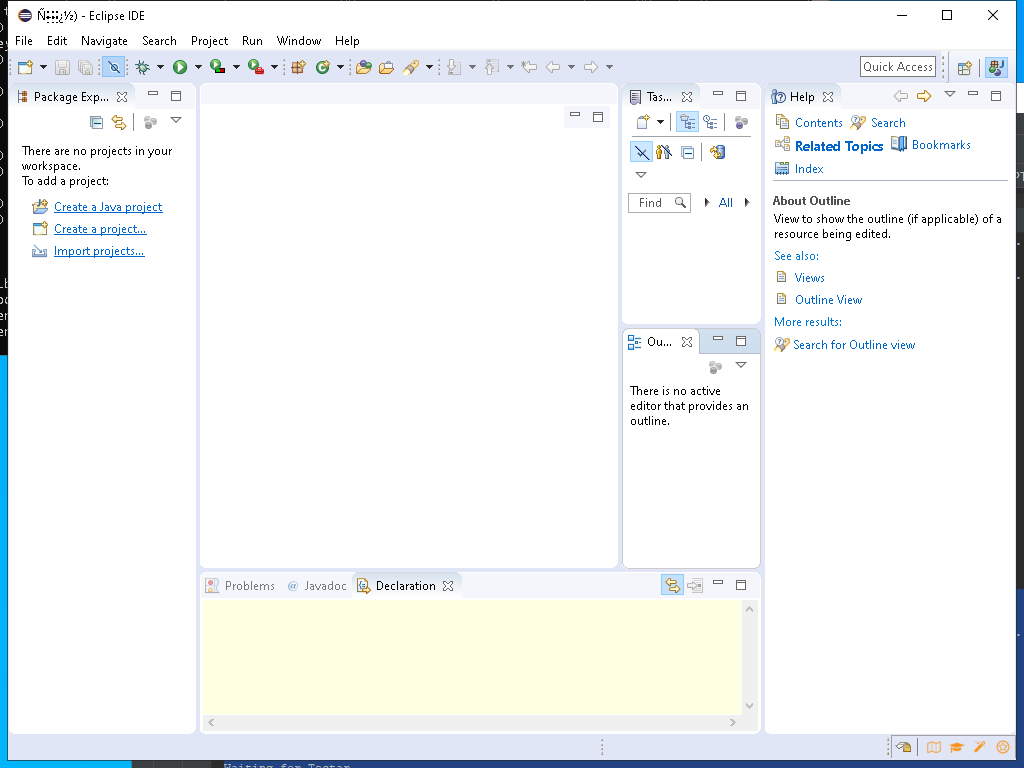 - Eclipse IDE
File Edit Navigate Search Project Run Window Help
Quick Access
Package Exp...
There are no projects in your
workspace.
To add a project:
Create a Java project
Create a project...
Import projects...
Tas...
Find All
Ou...
There is no active
editor that provides an
outline.
Help
Contents Search
Related Topics Bookmarks
Index
About Outline
View to show the outline (if applicable) of a
resource being edited.
See also:
Views
Outline View
More results:
Search for Outline view
Problems @ Javadoc Declaration
Waiting for Testar